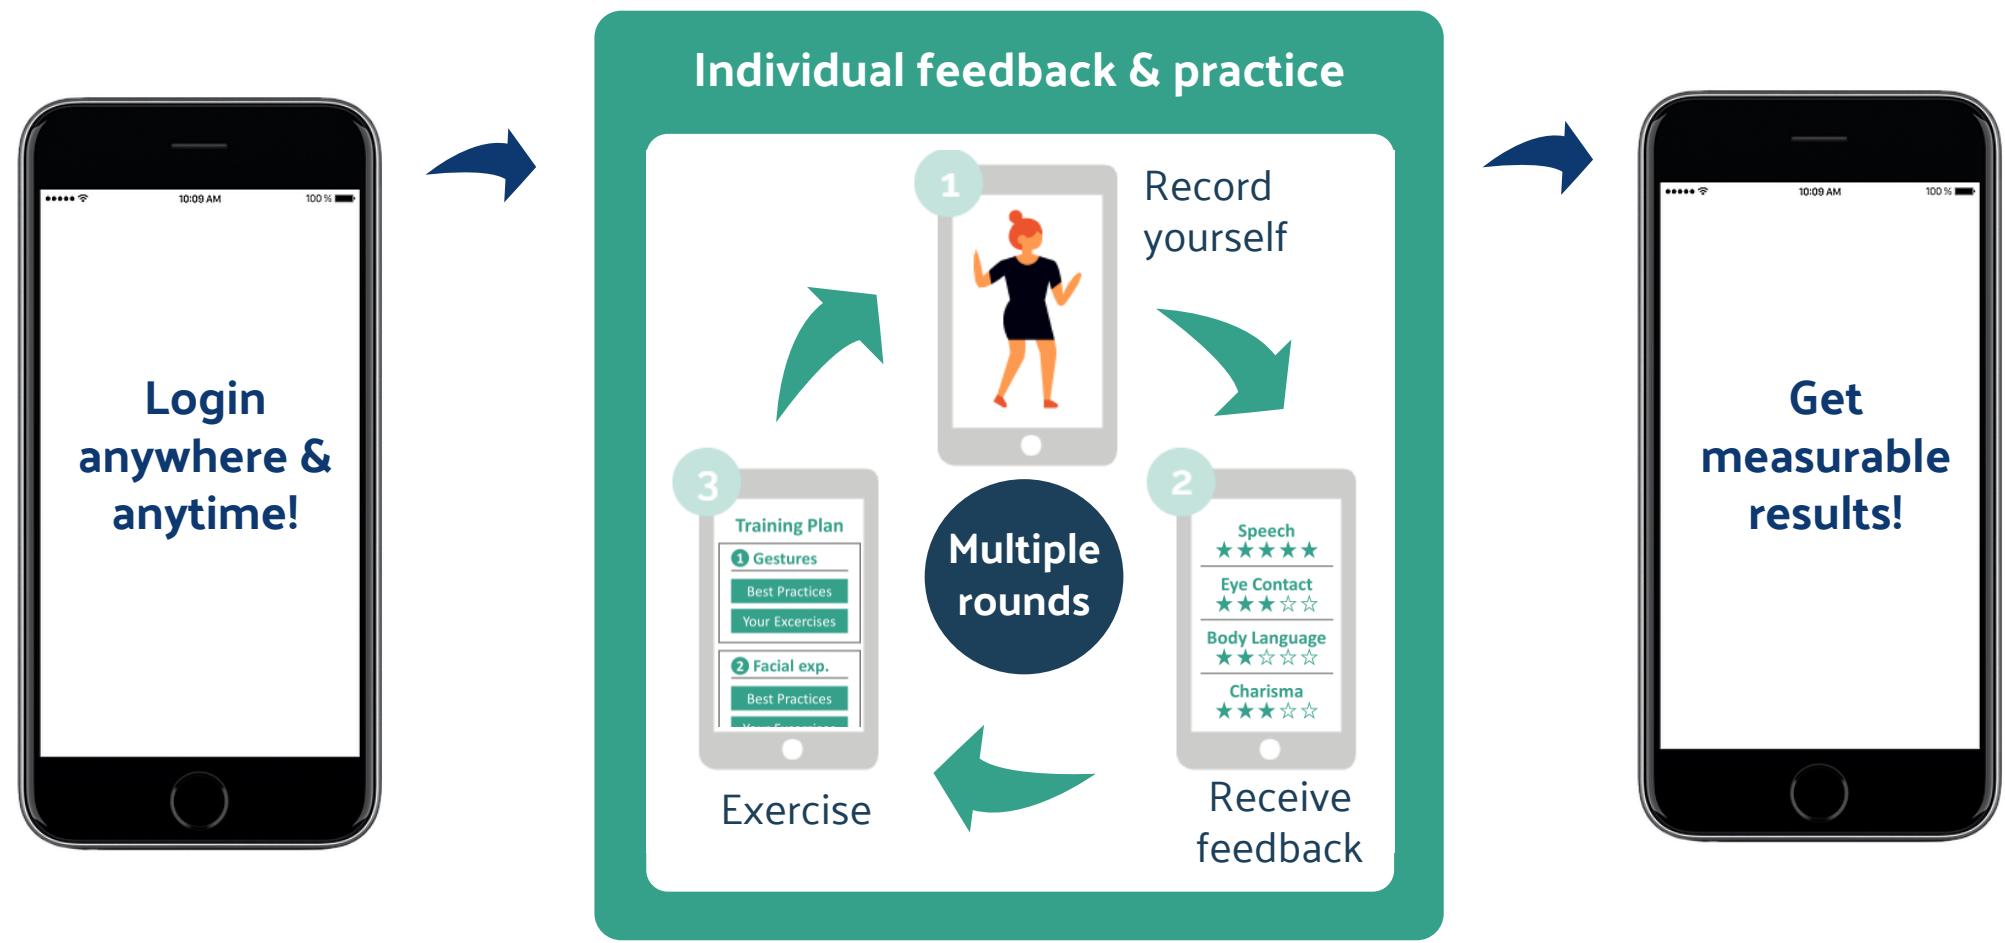 Individual feedback & practice
10:09 AM
100 %
Login
anywhere &
anytime!
1
Record
yourself
Multiple
rounds
2
Speech
Eye Contact
Body Language
Charisma
Receive
feedback
3
Training Plan
1 Gestures
Best Practices
Your Excercises
2 Facial exp.
Best Practices
Your Excercises
Exercise
10:09 AM
100 %
Get
measurable
results!